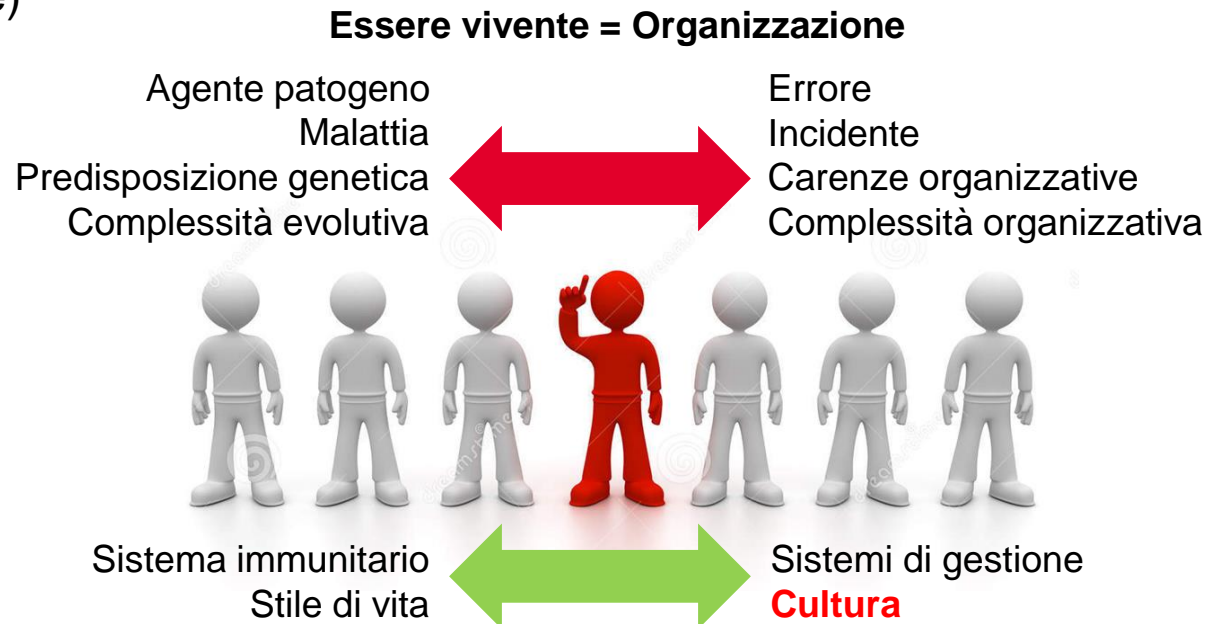 e)
Essere vivente = Organizzazione
Agente patogeno
Malattia
Predisposizione genetica
Complessità evolutiva
Errore
Incidente
Carenze organizzative
Complessità organizzativa
Sistema immunitario
Stile di vita
Sistemi di gestione
Cultura